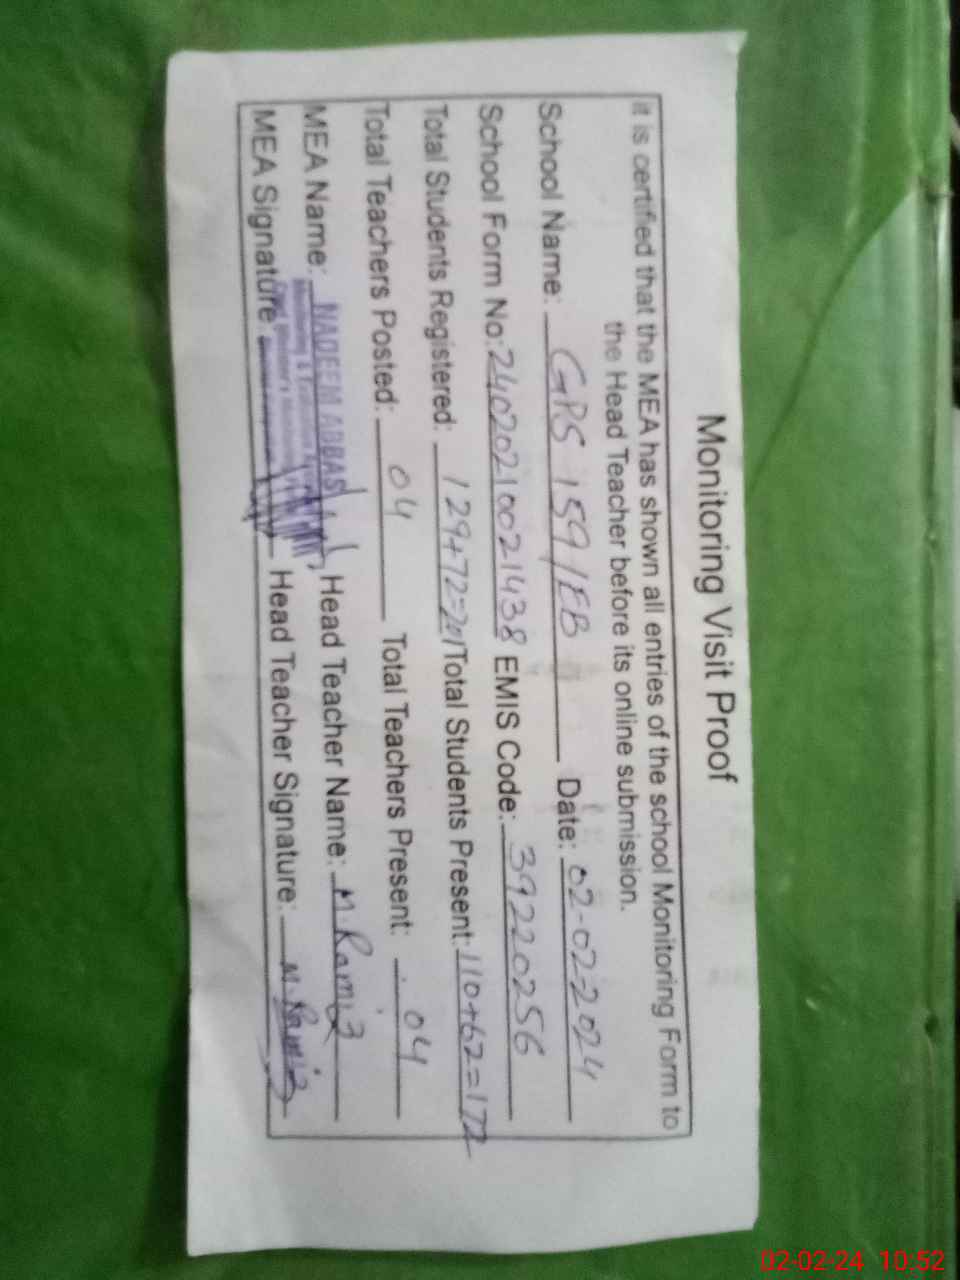 Monitoring Visit Proof
it is certified that the MEA has shown all entries of the school Monitoring Form to
the Head Teacher before its online submission.
School Name: GPS 159/EB Date: 02-02-2024
School Form No: 24020210021438 EMIS Code: 39220256
Total Students Registered: 129+72=201 Total Students Present: 110+62=172
Total Teachers Posted: 04 Total Teachers Present: 04
MEA Name: NADEEM ABBAS Head Teacher Name: M. Ramiz
MEA Signature: Head Teacher Signature: M. Ramiz
02-02-24 10:52